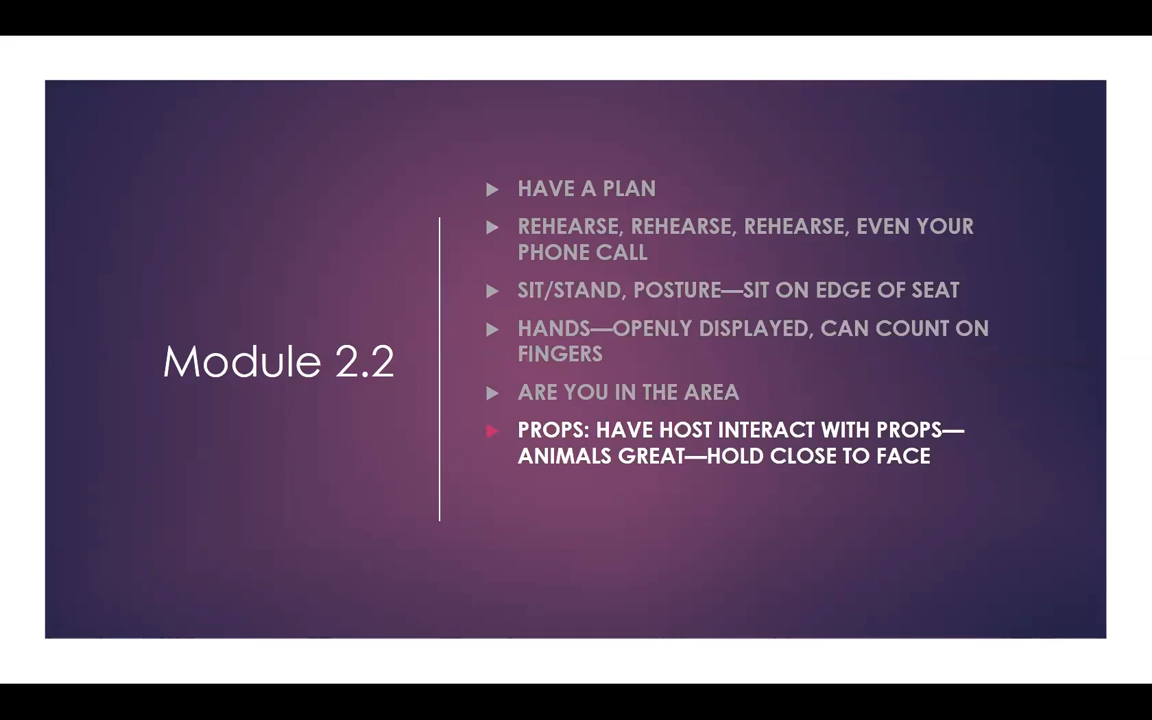 Module 2.2
HAVE A PLAN
REHEARSE, REHEARSE, REHEARSE, EVEN YOUR
PHONE CALL
SIT/STAND, POSTURE—SIT ON EDGE OF SEAT
HANDS—OPENLY DISPLAYED, CAN COUNT ON
FINGERS
ARE YOU IN THE AREA
PROPS: HAVE HOST INTERACT WITH PROPS—
ANIMALS GREAT—HOLD CLOSE TO FACE